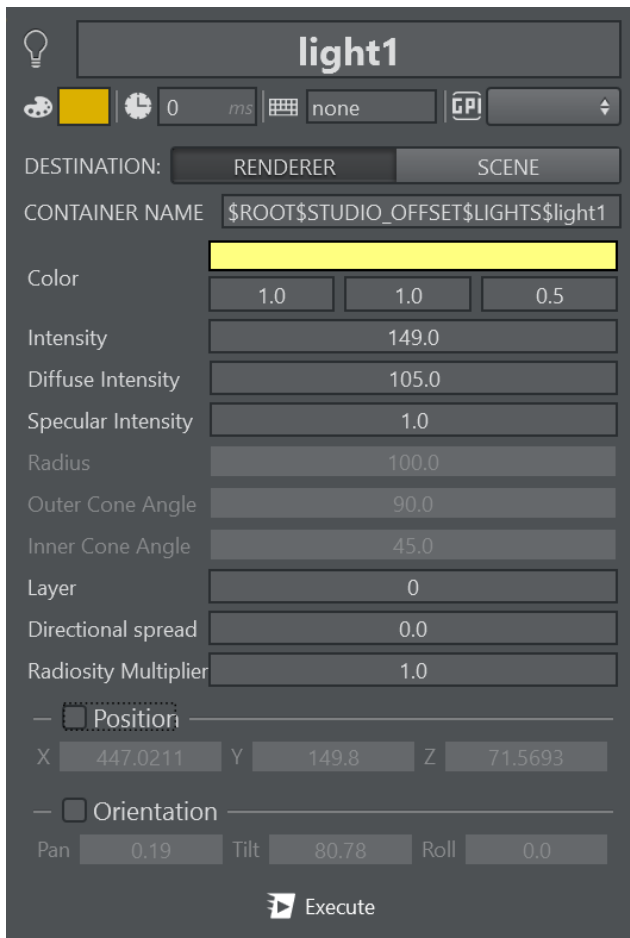 light1
0 ms none GPI
DESTINATION: RENDERER SCENE
CONTAINER NAME $ROOT$STUDIO_OFFSET$LIGHTS$light1
Color
1.0 1.0 0.5
Intensity 149.0
Diffuse Intensity 105.0
Specular Intensity 1.0
Radius 100.0
Outer Cone Angle 90.0
Inner Cone Angle 45.0
Layer 0
Directional spread 0.0
Radiosity Multiplier 1.0
Position
X 447.0211 Y 149.8 Z 71.5693
Orientation
Pan 0.19 Tilt 80.78 Roll 0.0
Execute